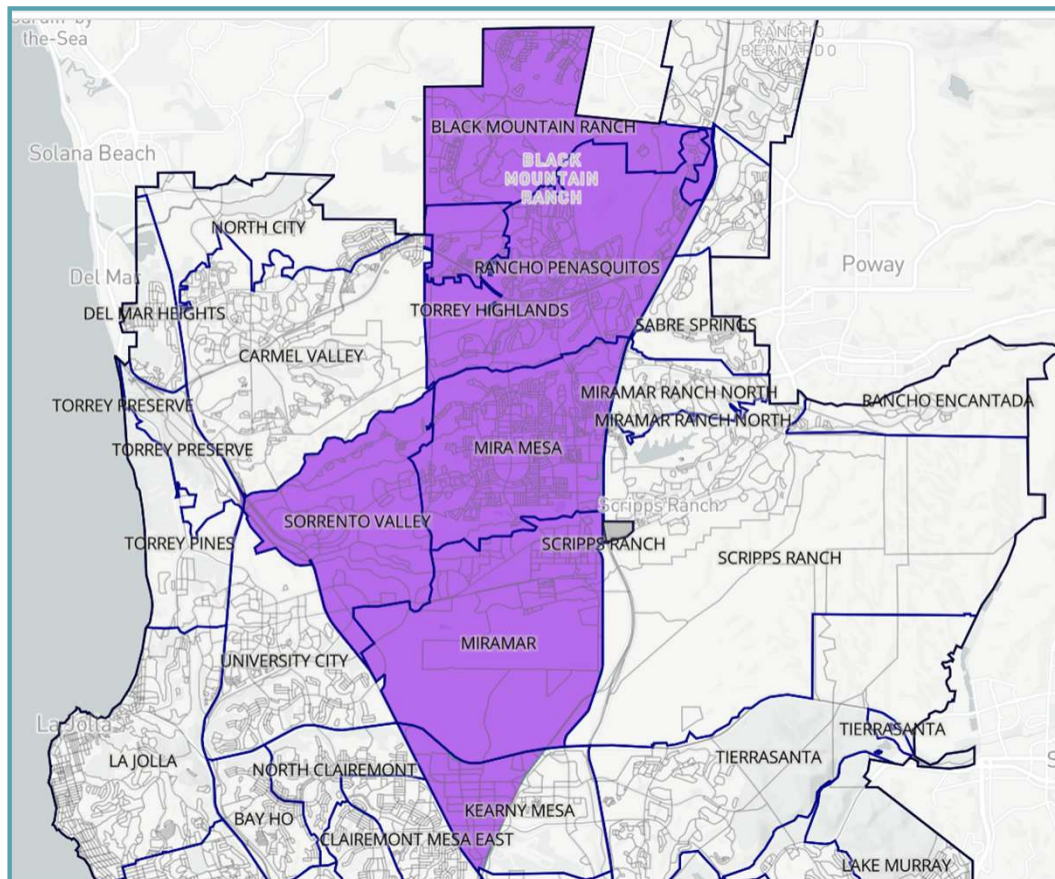 the-Sea
RANCHO
BERNARDO
BLACK MOUNTAIN RANCH
Solana Beach
BLACK
MOUNTAIN
RANCH
NORTH CITY
Del Mar
RANCHO PENASQUITOS
Poway
DEL MAR HEIGHTS
TORREY HIGHLANDS
SABRE SPRINGS
CARMEL VALLEY
MIRAMAR RANCH NORTH
RANCHO ENCANTADA
TORREY PRESERVE
MIRAMAR RANCH NORTH
TORREY PRESERVE
MIRA MESA
Scripps Ranch
SORRENTO VALLEY
TORREY PINES
SCRIPPS RANCH
SCRIPPS RANCH
MIRAMAR
UNIVERSITY CITY
La Jolla
TIERRASANTA
LA JOLLA
TIERRASANTA
NORTH CLAIREMONT
KEARNY MESA
BAY HO
CLAIREMONT MESA EAST
LAKE MURRAY